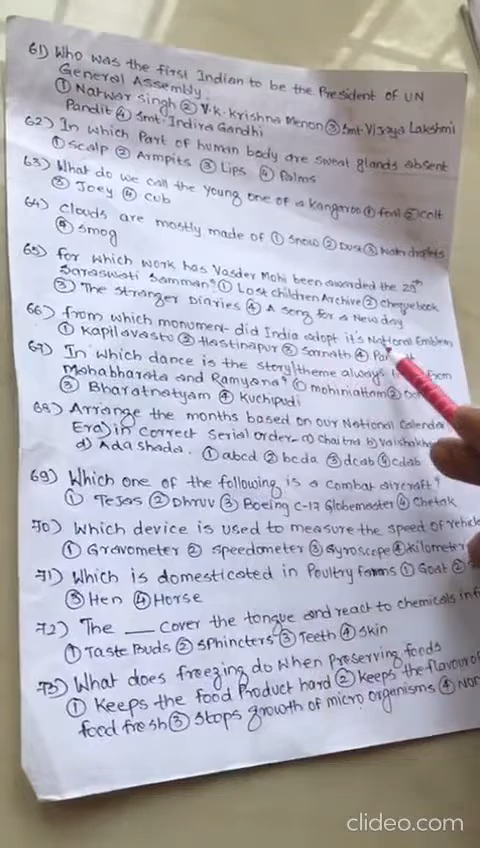 61) Who was the first Indian to be the President of UN
General Assembly.
① Natwar singh ② V.K. Krishna Menon ③ Smt Vijaya Lakshmi
Pandit ④ Smt. Indira Gandhi
62) In which Part of human body are sweat glands absent
① scalp ② Armpits ③ Lips ④ Palms
63) What do we call the Young one of a Kangaroo ① foal ② colt
③ Joey ④ Cub
64) Clouds are mostly made of ① Snow ② Dust ③ Water droplets
④ Smog
65) For which work has Vasdev Mohi been awarded the 29th
Saraswati Samman? ① Lost children Archive ② Chequebook
③ The Stranger Diaries ④ A Song for a New day
66) From which monument did India adopt it's National Emblem
① Kapilavastu ② Hastinapur ③ Sarnath ④
67) In which dance is the story/theme always from
Mahabharata and Ramyana? ① mohiniattam ②
③ Bharatnatyam ④ Kuchipudi
68) Arrange the months based on our National Calendar
Era) in Correct Serial order- a) Chaitra b) Vaishakha
d) Adashada. ① abcd ② bcda ③ dcab ④ cdab
69) Which one of the following is a Combat aircraft?
① Tejas ② Dhruv ③ Boeing C-17 Globemaster ④ Chetak
70) Which device is used to measure the speed of vehicle
① Gravometer ② Speedometer ③ Gyroscope ④ Kilometer
71) Which is domesticated in Poultry forms ① Goat ②
③ Hen ④ Horse
72) The __ cover the tongue and react to chemicals in
① Taste Buds ② Sphincters ③ Teeth ④ Skin
73) What does freezing do when Preserving foods
① Keeps the food Product hard ② keeps the flavour of
food fresh ③ Stops growth of micro organisms ④
clideo.com